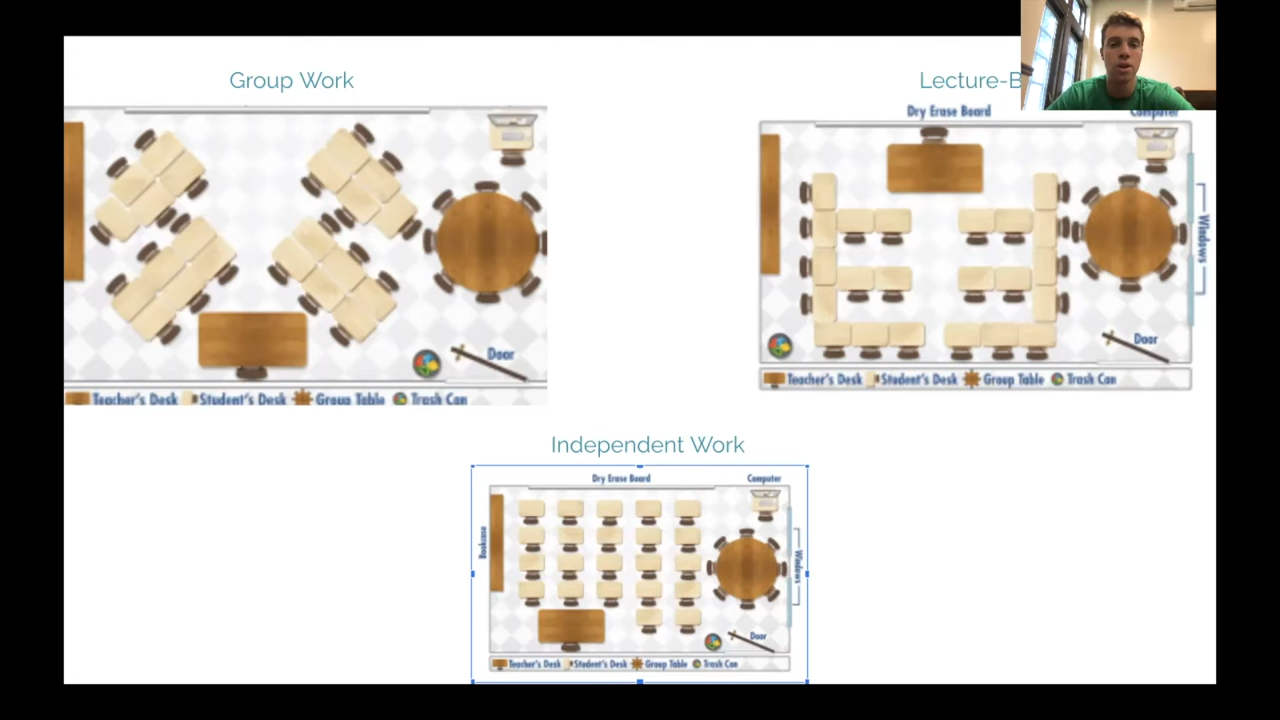 Group Work
Door
Teacher's Desk Student's Desk Group Table Trash Can
Lecture-B
Dry Erase Board Computer
Windows
Door
Teacher's Desk Student's Desk Group Table Trash Can
Independent Work
Dry Erase Board Computer
Bookcase
Windows
Door
Teacher's Desk Student's Desk Group Table Trash Can